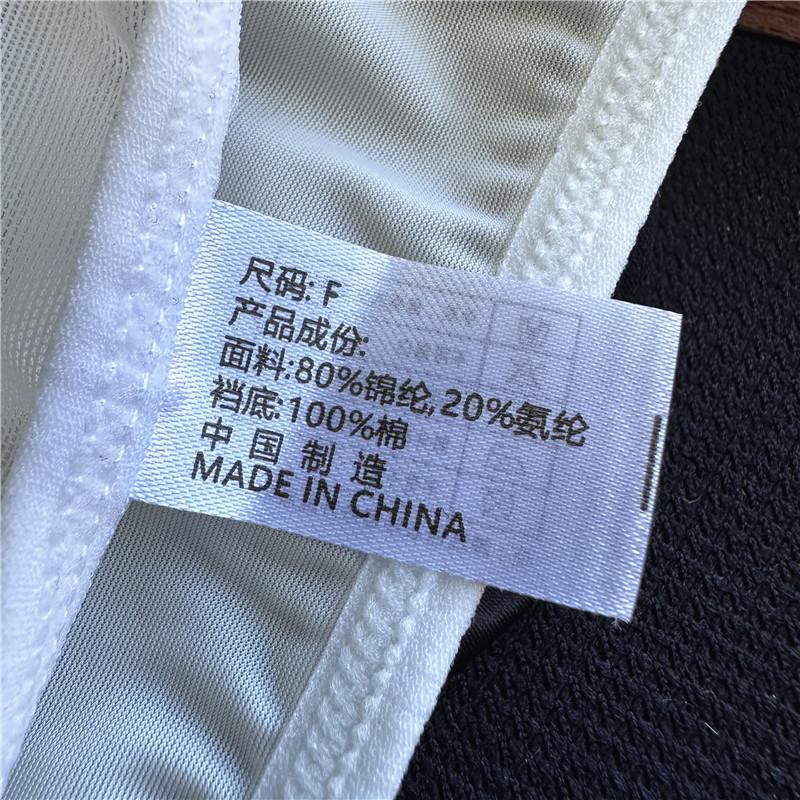 尺码: F
产品成份:
面料:80%锦纶,20%氨纶
裆底:100%棉
中国制造
MADE IN CHINA